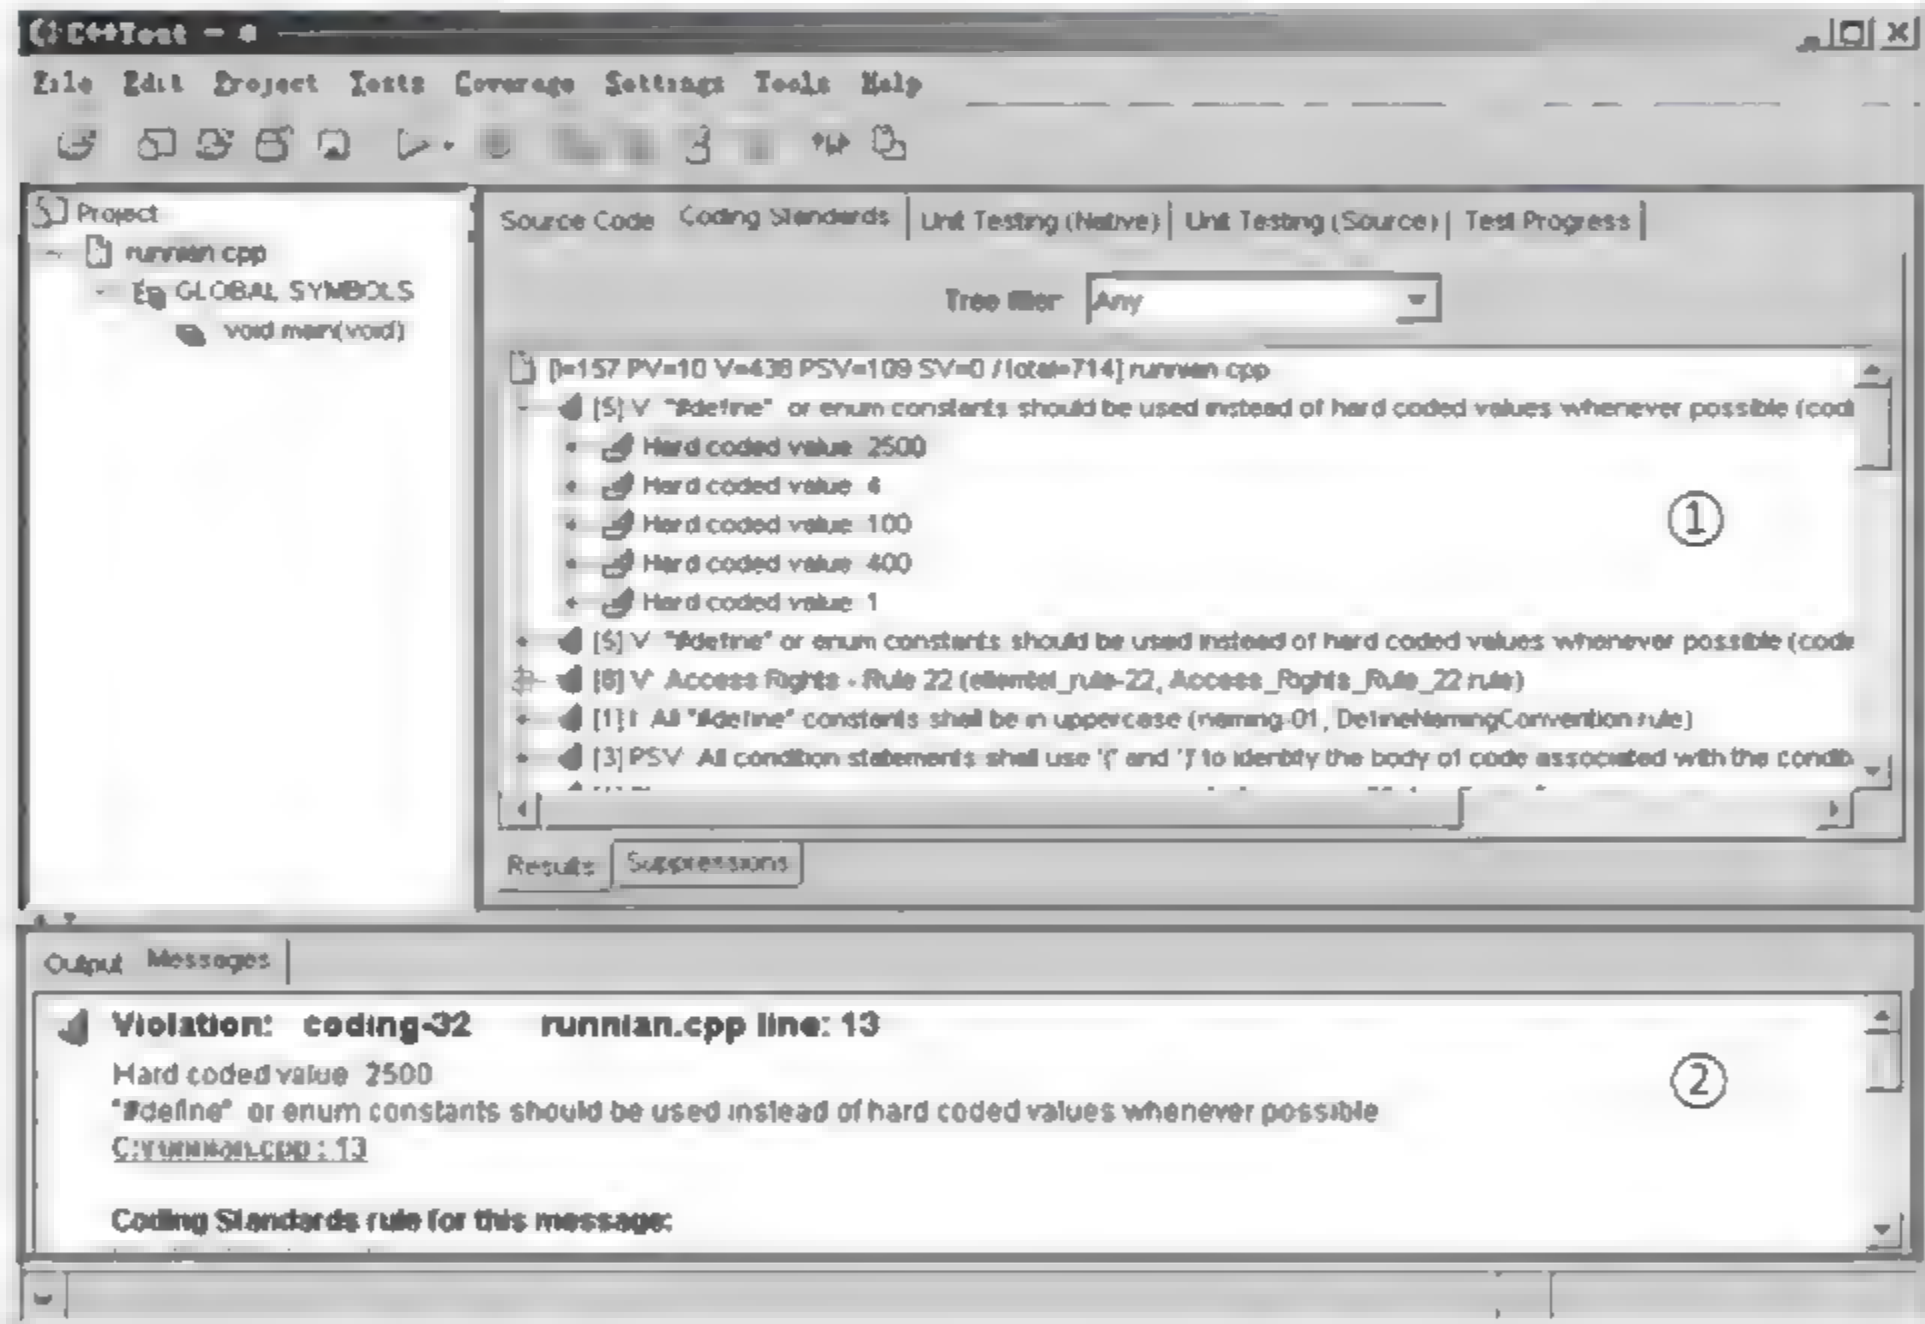 C++Test - *
File Edit Project Tests Coverage Settings Tools Help
Project
runnian cpp
GLOBAL SYMBOLS
void main(void)
Source Code Coding Standards Unit Testing (Native) Unit Testing (Source) Test Progress
Tree filter Any
[I=157 PV=10 V=438 PSV=109 SV=0 / total=714] runnian cpp
[5] V "#define" or enum constants should be used instead of hard coded values whenever possible (codi
Hard coded value 2500
Hard coded value 4
Hard coded value 100
Hard coded value 400
Hard coded value 1
①
[5] V "#define" or enum constants should be used instead of hard coded values whenever possible (code
V Access Rights - Rule 22 Access_Rights_Rule_22 rule)
[1] I All "#define" constants shall be in uppercase (naming-01, DefineNamingConvention rule)
[3] PSV All condition statements shall use '{' and '}' to identify the body of code associated with the conditi
Results Suppressions
Output Messages
Violation: coding-32 runnian.cpp line: 13
Hard coded value 2500
"#define" or enum constants should be used instead of hard coded values whenever possible
C:\runnian.cpp : 13
②
Coding Standards rule for this message: